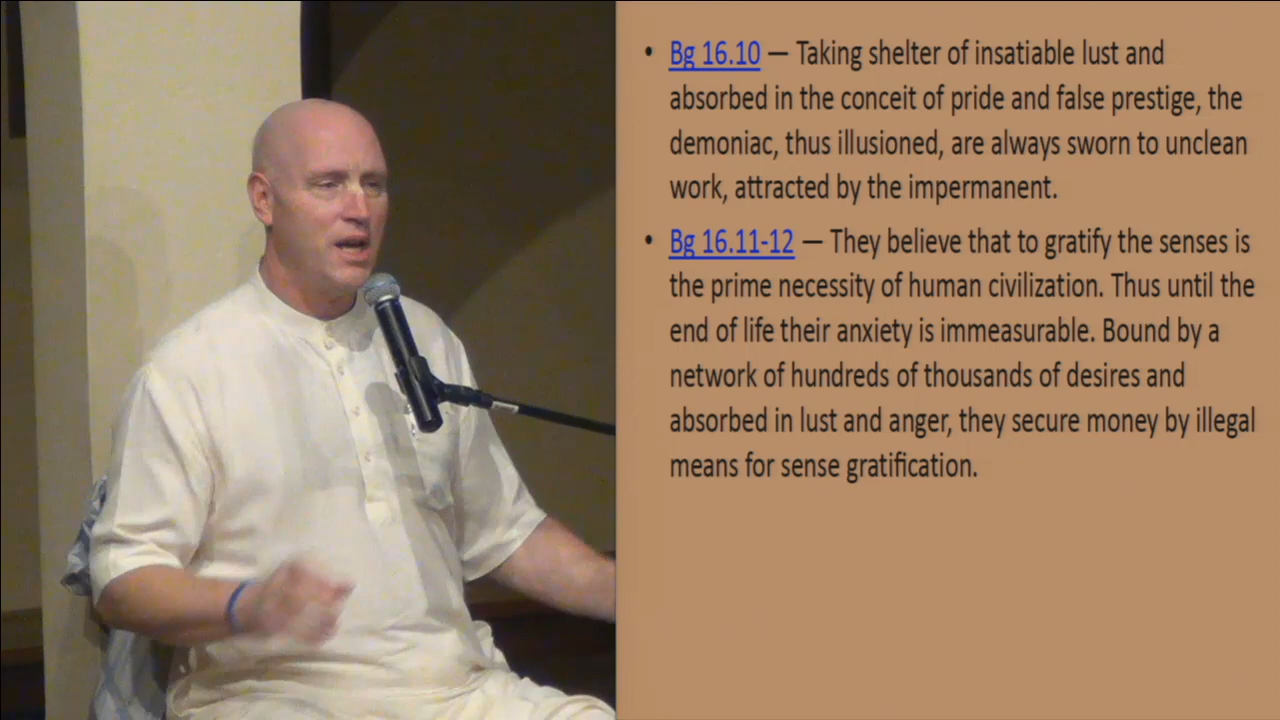 • Bg 16.10 — Taking shelter of insatiable lust and
absorbed in the conceit of pride and false prestige, the
demoniac, thus illusioned, are always sworn to unclean
work, attracted by the impermanent.
• Bg 16.11-12 — They believe that to gratify the senses is
the prime necessity of human civilization. Thus until the
end of life their anxiety is immeasurable. Bound by a
network of hundreds of thousands of desires and
absorbed in lust and anger, they secure money by illegal
means for sense gratification.